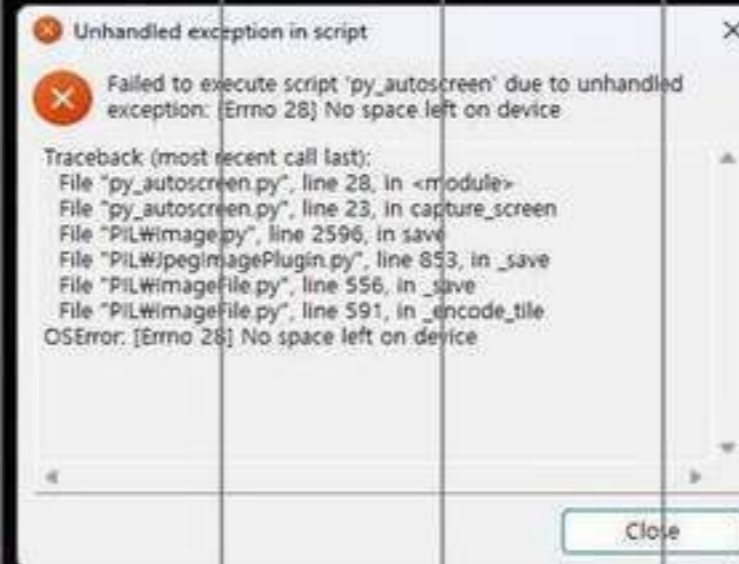 Unhandled exception in script
Failed to execute script 'py_autoscreen' due to unhandled
exception: [Errno 28] No space left on device
Traceback (most recent call last):
File "py_autoscreen.py", line 28, in <module>
File "py_autoscreen.py", line 23, in capture_screen
File "PIL₩Image.py", line 2596, in save
File "PIL₩JpegImagePlugin.py", line 853, in _save
File "PIL₩ImageFile.py", line 556, in _save
File "PIL₩ImageFile.py", line 591, in _encode_tile
OSError: [Errno 28] No space left on device
Close